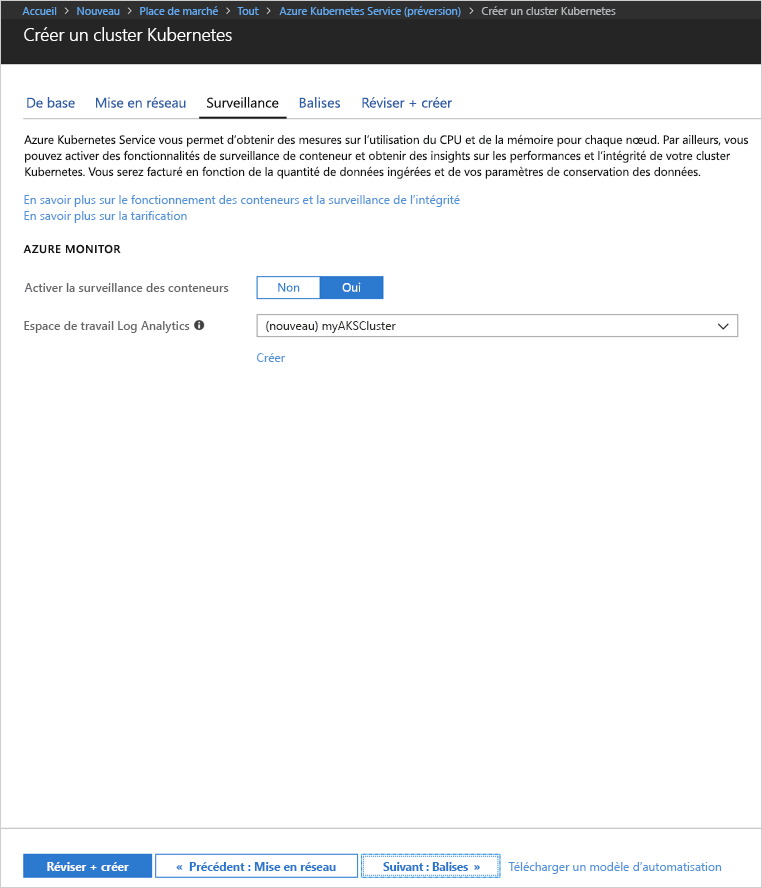 Accueil > Nouveau > Place de marché > Tout > Azure Kubernetes Service (préversion) > Créer un cluster Kubernetes
Créer un cluster Kubernetes
De base Mise en réseau Surveillance Balises Réviser + créer
Azure Kubernetes Service vous permet d'obtenir des mesures sur l'utilisation du CPU et de la mémoire pour chaque nœud. Par ailleurs, vous
pouvez activer des fonctionnalités de surveillance de conteneur et obtenir des insights sur les performances et l'intégrité de votre cluster
Kubernetes. Vous serez facturé en fonction de la quantité de données ingérées et de vos paramètres de conservation des données.
En savoir plus sur le fonctionnement des conteneurs et la surveillance de l'intégrité
En savoir plus sur la tarification
AZURE MONITOR
Activer la surveillance des conteneurs Non Oui
Espace de travail Log Analytics (nouveau) myAKSCluster
Créer
Réviser + créer « Précédent : Mise en réseau Suivant : Balises » Télécharger un modèle d'automatisation